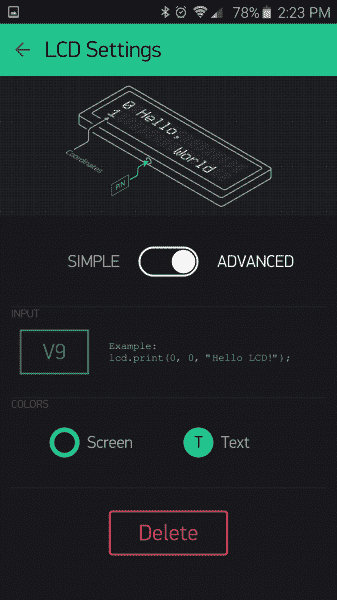 78% 2:23 PM
LCD Settings
0 Hello,
1 World
Coordinates
PIN
SIMPLE ADVANCED
INPUT
V9
Example:
lcd.print(0, 0, "Hello LCD!");
COLORS
Screen
T Text
Delete